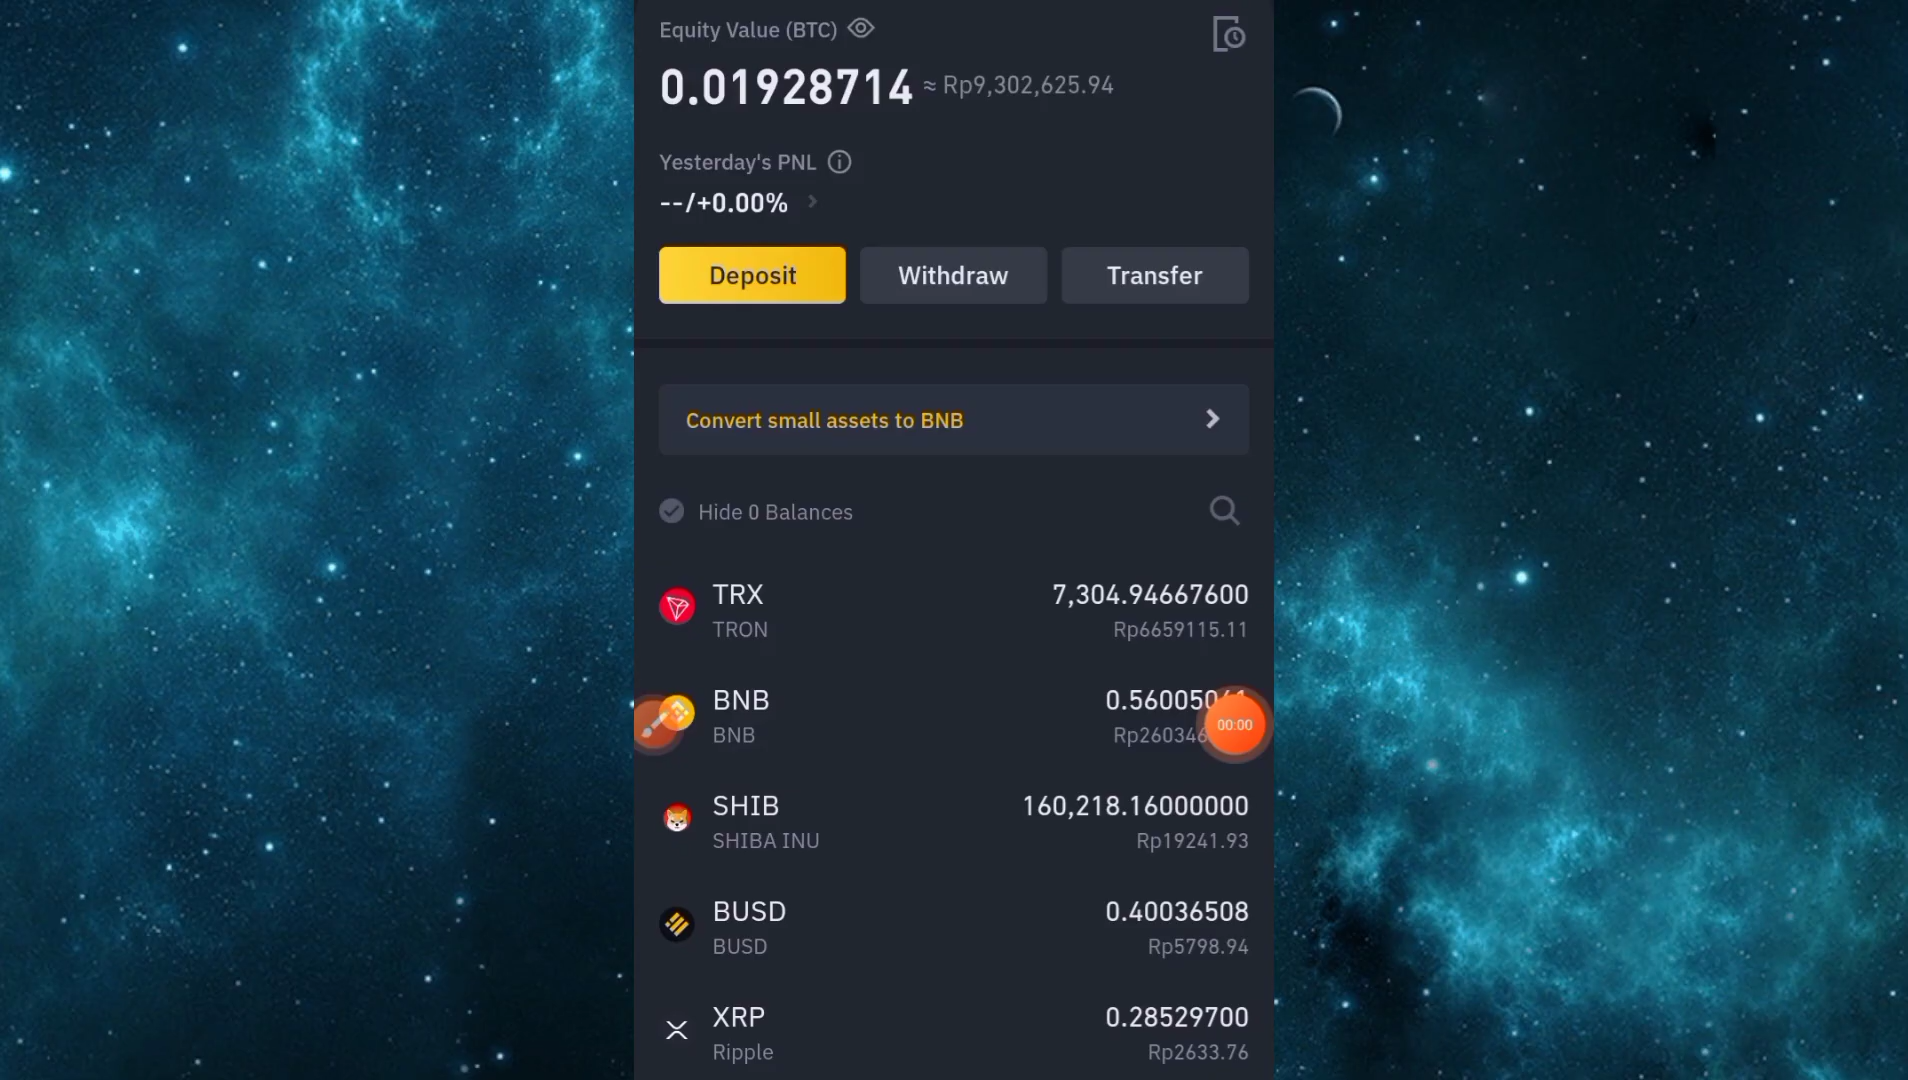 Equity Value (BTC)
0.01928714 ≈ Rp9,302,625.94
Yesterday's PNL
--/+0.00%
Deposit Withdraw Transfer
Convert small assets to BNB
Hide 0 Balances
TRX 7,304.94667600
TRON Rp6659115.11
BNB
00:00
BNB
SHIB 160,218.16000000
SHIBA INU Rp19241.93
BUSD 0.40036508
BUSD Rp5798.94
XRP 0.28529700
Ripple Rp2633.76